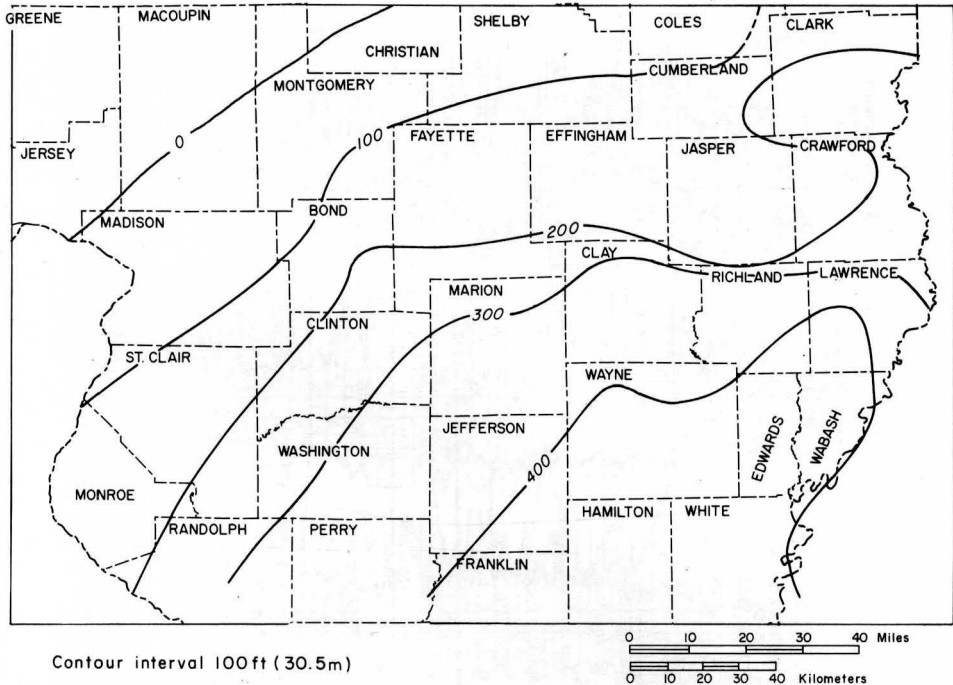 GREENE
MACOUPIN
SHELBY
COLES
CLARK
CHRISTIAN
MONTGOMERY
CUMBERLAND
0
100
FAYETTE
EFFINGHAM
JASPER
CRAWFORD
JERSEY
MADISON
BOND
200
CLAY
RICHLAND
LAWRENCE
MARION
300
CLINTON
ST. CLAIR
WAYNE
JEFFERSON
WASHINGTON
400
EDWARDS
WABASH
MONROE
RANDOLPH
PERRY
HAMILTON
WHITE
FRANKLIN
0 10 20 30 40 Miles
Contour interval 100 ft (30.5m)
0 10 20 30 40 Kilometers